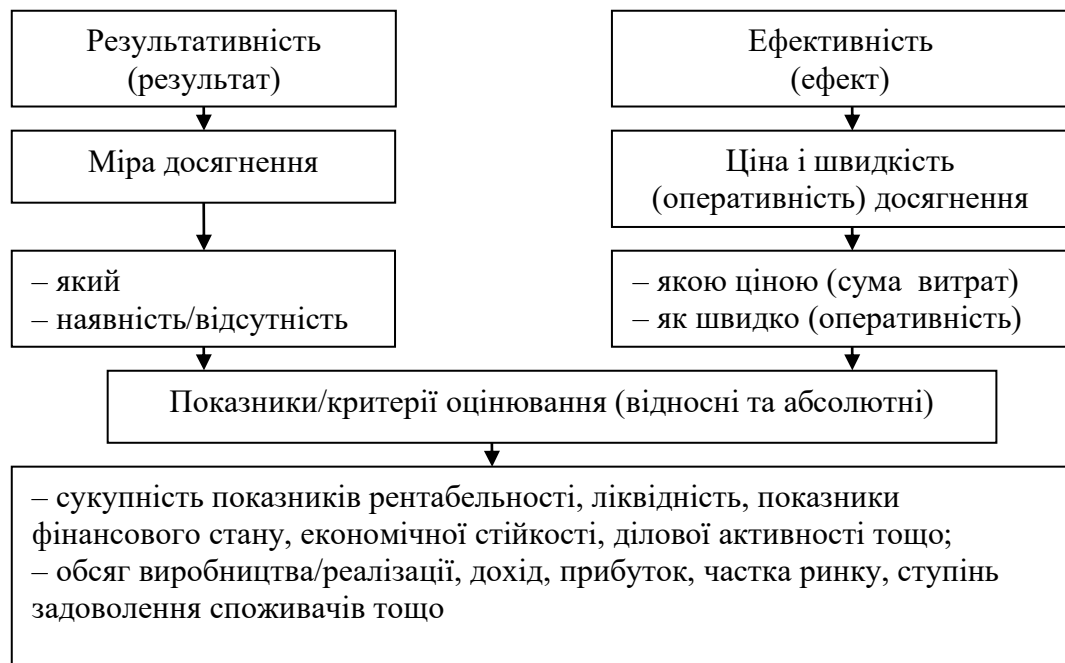 Результативність
(результат)
Ефективність
(ефект)
Міра досягнення
Ціна і швидкість
(оперативність) досягнення
– який
– наявність/відсутність
– якою ціною (сума витрат)
– як швидко (оперативність)
Показники/критерії оцінювання (відносні та абсолютні)
– сукупність показників рентабельності, ліквідність, показники
фінансового стану, економічної стійкості, ділової активності тощо;
– обсяг виробництва/реалізації, дохід, прибуток, частка ринку, ступінь
задоволення споживачів тощо